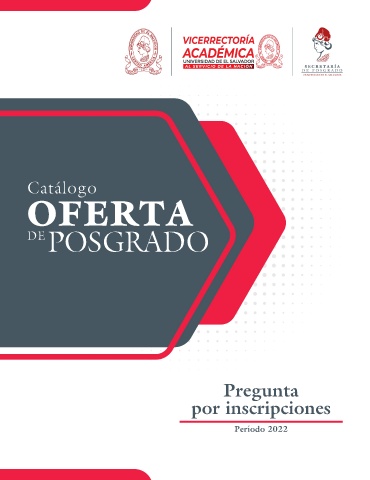 VICERRECTORÍA
ACADÉMICA
UNIVERSIDAD DE EL SALVADOR
AL SERVICIO DE LA NACIÓN
SECRETARÍA
DE POSGRADO
Catálogo
OFERTA
DE POSGRADO
Pregunta
por inscripciones
Periodo 2022